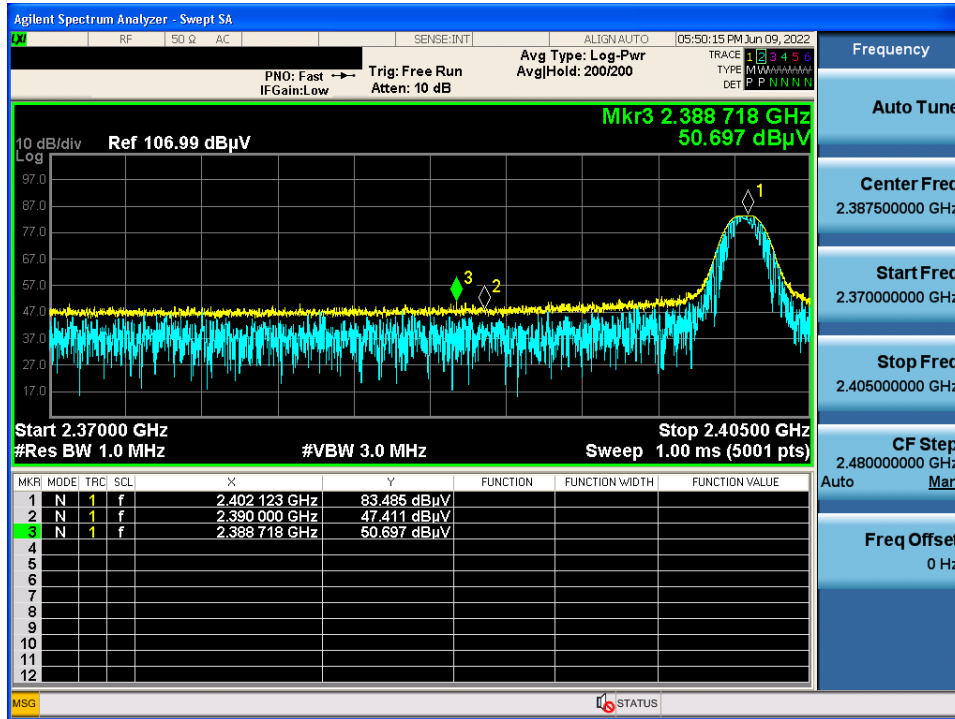 Agilent Spectrum Analyzer - Swept SA
LXI RF 50 Ω AC SENSE:INT ALIGN AUTO 05:50:15 PM Jun 09, 2022
Frequency
PNO: Fast Trig: Free Run Avg Type: Log-Pwr TRACE 1 2 3 4 5 6
IFGain:Low Atten: 10 dB Avg|Hold: 200/200 TYPE M W W W W W
DET P P N N N N
Auto Tune
Mkr3 2.388 718 GHz
10 dB/div Ref 106.99 dBµV 50.697 dBµV
Log
97.0
87.0
77.0
67.0
57.0
47.0
37.0
27.0
17.0
1
3
2
Start 2.37000 GHz Stop 2.40500 GHz
#Res BW 1.0 MHz #VBW 3.0 MHz Sweep 1.00 ms (5001 pts)
Center Freq
2.387500000 GHz
Start Freq
2.370000000 GHz
Stop Freq
2.405000000 GHz
CF Step
2.480000000 GHz
Auto Man
Freq Offset
0 Hz
MKR MODE TRC SCL X Y FUNCTION FUNCTION WIDTH FUNCTION VALUE
1 N 1 f 2.402 123 GHz 83.485 dBµV
2 N 1 f 2.390 000 GHz 47.411 dBµV
3 N 1 f 2.388 718 GHz 50.697 dBµV
4
5
6
7
8
9
10
11
12
MSG STATUS